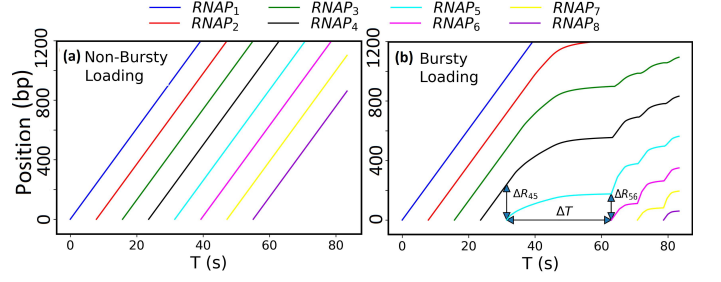 RNAP₁ RNAP₃ RNAP₅ RNAP₇
RNAP₂ RNAP₄ RNAP₆ RNAP₈
(a) Non-Bursty
Loading
Position (bp)
1200
800
400
0
0 20 40 60 80
T (s)
(b) Bursty
Loading
1200
800
400
0
ΔR₄₅
ΔR₅₆
ΔT
0 20 40 60 80
T (s)